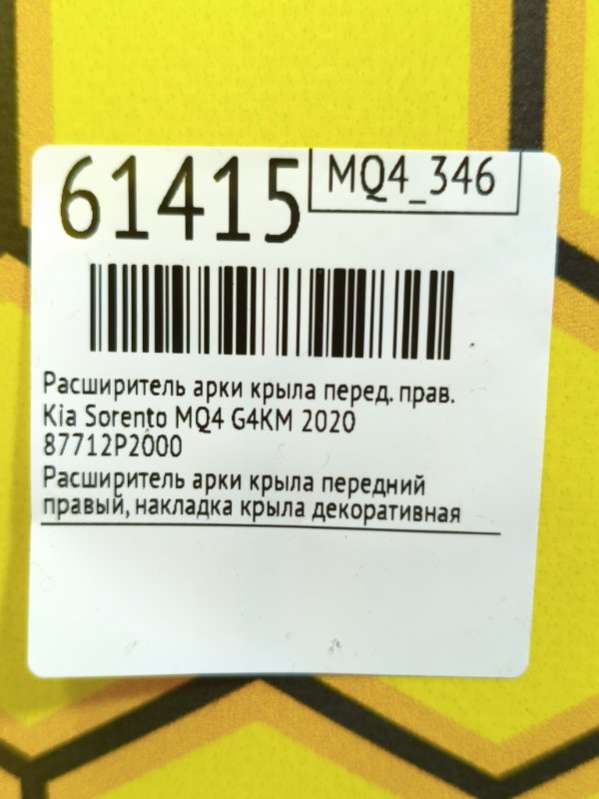 61415
MQ4_346
Расширитель арки крыла перед. прав.
Kia Sorento MQ4 G4KM 2020
87712P2000
Расширитель арки крыла передний
правый, накладка крыла декоративная